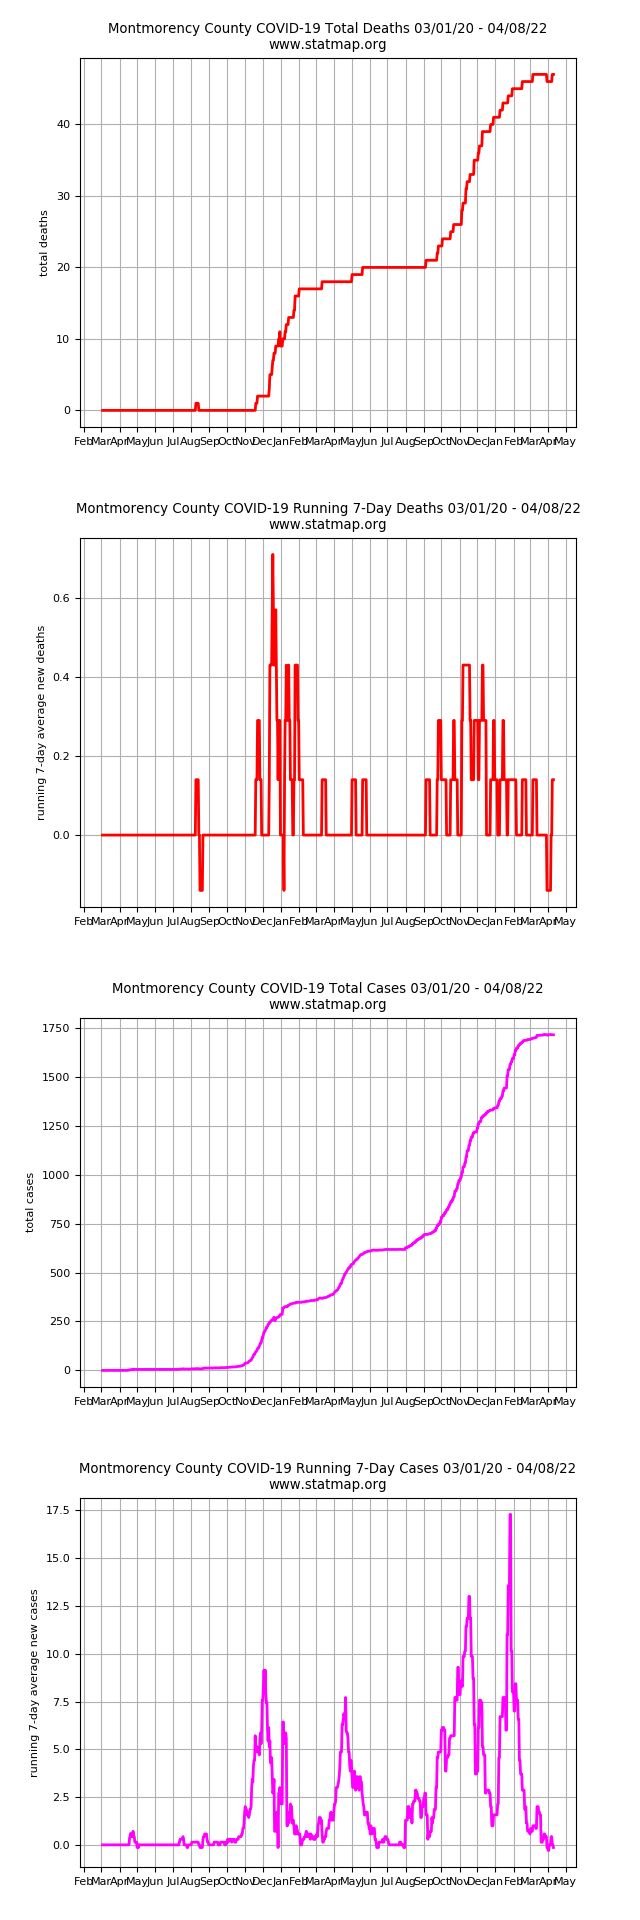 Montmorency County COVID-19 Total Deaths 03/01/20 - 04/08/22
www.statmap.org
total deaths
40
30
20
10
0
Feb Mar Apr May Jun Jul Aug Sep Oct Nov Dec Jan Feb Mar Apr May Jun Jul Aug Sep Oct Nov Dec Jan Feb Mar Apr May
Montmorency County COVID-19 Running 7-Day Deaths 03/01/20 - 04/08/22
www.statmap.org
running 7-day average new deaths
0.6
0.4
0.2
0.0
Feb Mar Apr May Jun Jul Aug Sep Oct Nov Dec Jan Feb Mar Apr May Jun Jul Aug Sep Oct Nov Dec Jan Feb Mar Apr May
Montmorency County COVID-19 Total Cases 03/01/20 - 04/08/22
www.statmap.org
total cases
1750
1500
1250
1000
750
500
250
0
Feb Mar Apr May Jun Jul Aug Sep Oct Nov Dec Jan Feb Mar Apr May Jun Jul Aug Sep Oct Nov Dec Jan Feb Mar Apr May
Montmorency County COVID-19 Running 7-Day Cases 03/01/20 - 04/08/22
www.statmap.org
running 7-day average new cases
17.5
15.0
12.5
10.0
7.5
5.0
2.5
0.0
Feb Mar Apr May Jun Jul Aug Sep Oct Nov Dec Jan Feb Mar Apr May Jun Jul Aug Sep Oct Nov Dec Jan Feb Mar Apr May